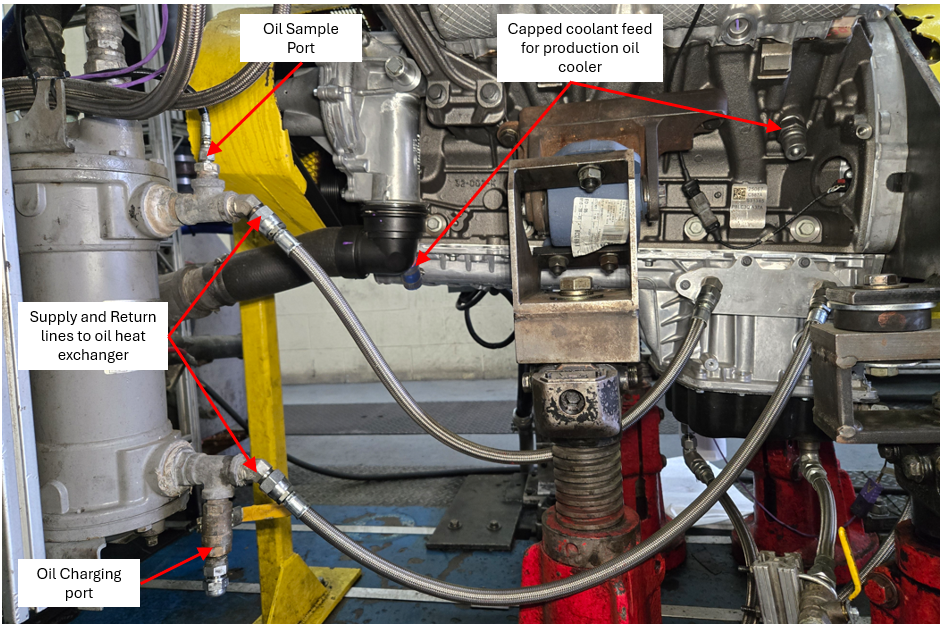 Oil Sample
Port
Capped coolant feed
for production oil
cooler
Supply and Return
lines to oil heat
exchanger
Oil Charging
port